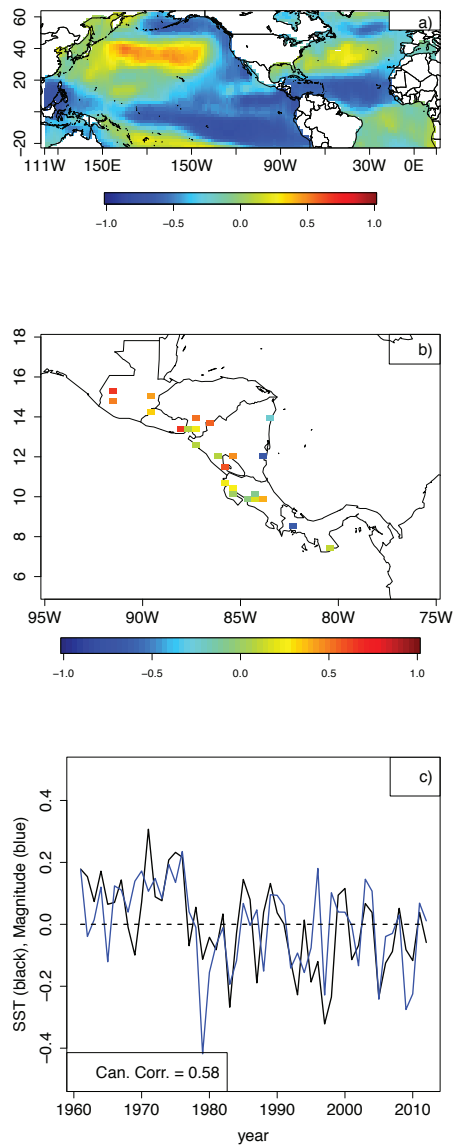 a)
60
40
20
−20
111W 150E 150W 90W 30W 0E
−1.0 −0.5 0.0 0.5 1.0
b)
18
16
14
12
10
8
6
95W 90W 85W 80W 75W
−1.0 −0.5 0.0 0.5 1.0
c)
SST (black), Magnitude (blue)
0.4
0.2
0.0
−0.2
−0.4
Can. Corr. = 0.58
1960 1970 1980 1990 2000 2010
year